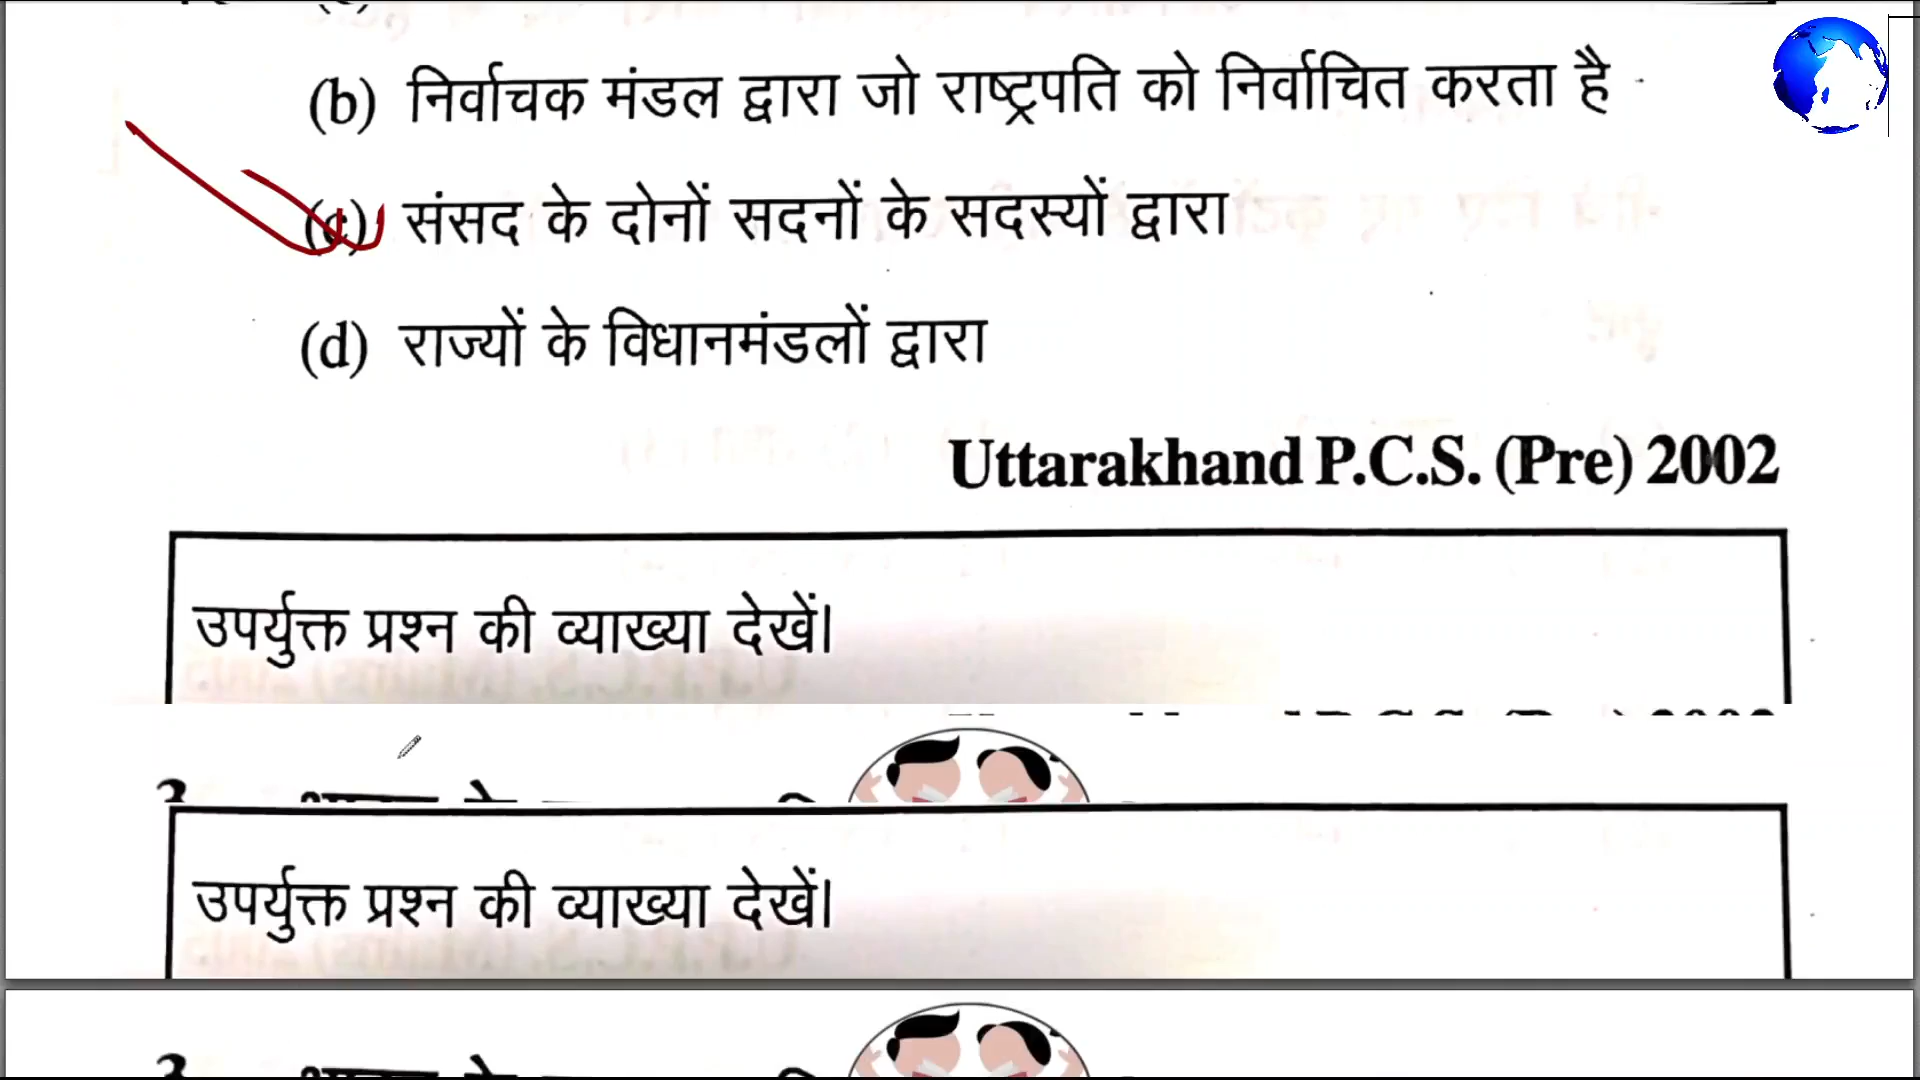 (b) निर्वाचक मंडल द्वारा जो राष्ट्रपति को निर्वाचित करता है
(c) संसद के दोनों सदनों के सदस्यों द्वारा
(d) राज्यों के विधानमंडलों द्वारा
Uttarakhand P.C.S. (Pre) 2002
उपर्युक्त प्रश्न की व्याख्या देखें।
उपर्युक्त प्रश्न की व्याख्या देखें।